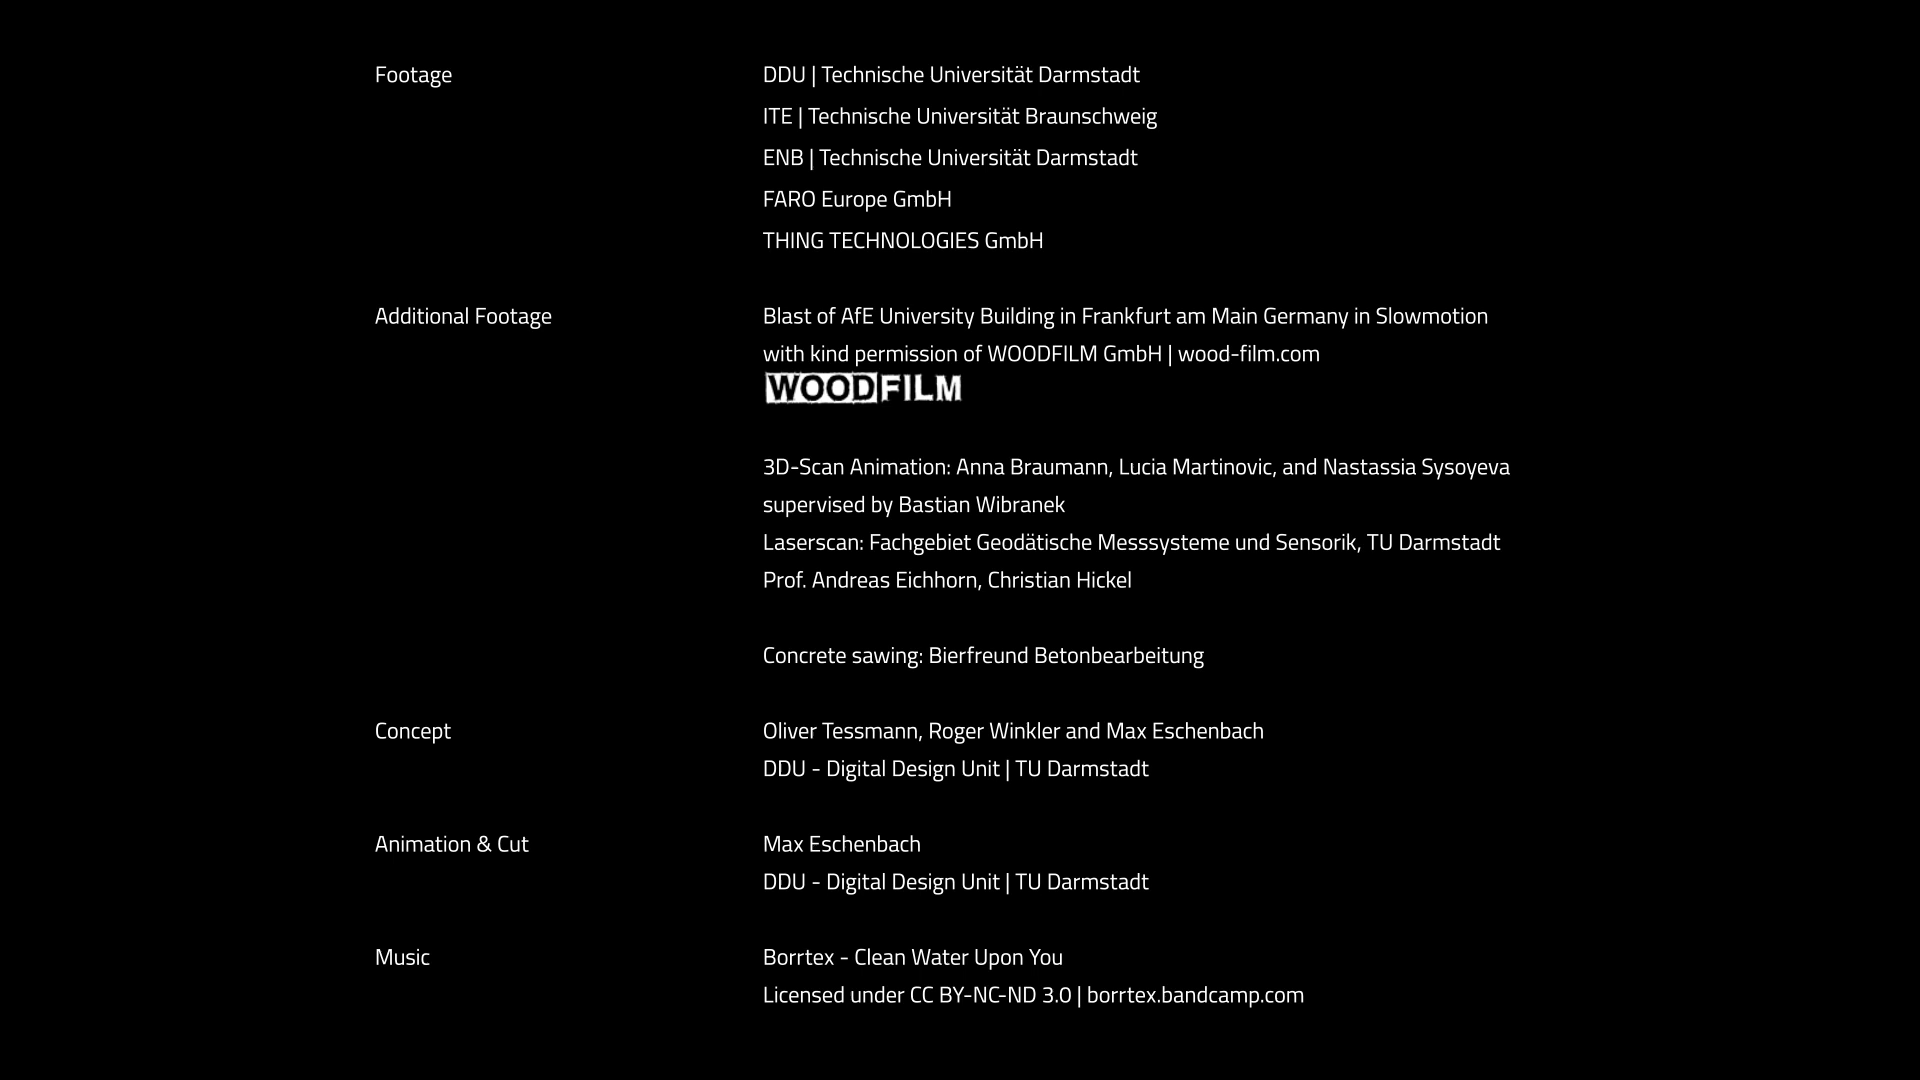 Footage
DDU | Technische Universität Darmstadt
ITE | Technische Universität Braunschweig
ENB | Technische Universität Darmstadt
FARO Europe GmbH
THING TECHNOLOGIES GmbH
Additional Footage
Blast of AfE University Building in Frankfurt am Main Germany in Slowmotion
with kind permission of WOODFILM GmbH | wood-film.com
WOODFILM
3D-Scan Animation: Anna Braumann, Lucia Martinovic, and Nastassia Sysoyeva
supervised by Bastian Wibranek
Laserscan: Fachgebiet Geodätische Messsysteme und Sensorik, TU Darmstadt
Prof. Andreas Eichhorn, Christian Hickel
Concrete sawing: Bierfreund Betonbearbeitung
Concept
Oliver Tessmann, Roger Winkler and Max Eschenbach
DDU - Digital Design Unit | TU Darmstadt
Animation & Cut
Max Eschenbach
DDU - Digital Design Unit | TU Darmstadt
Music
Borrtex - Clean Water Upon You
Licensed under CC BY-NC-ND 3.0 | borrtex.bandcamp.com